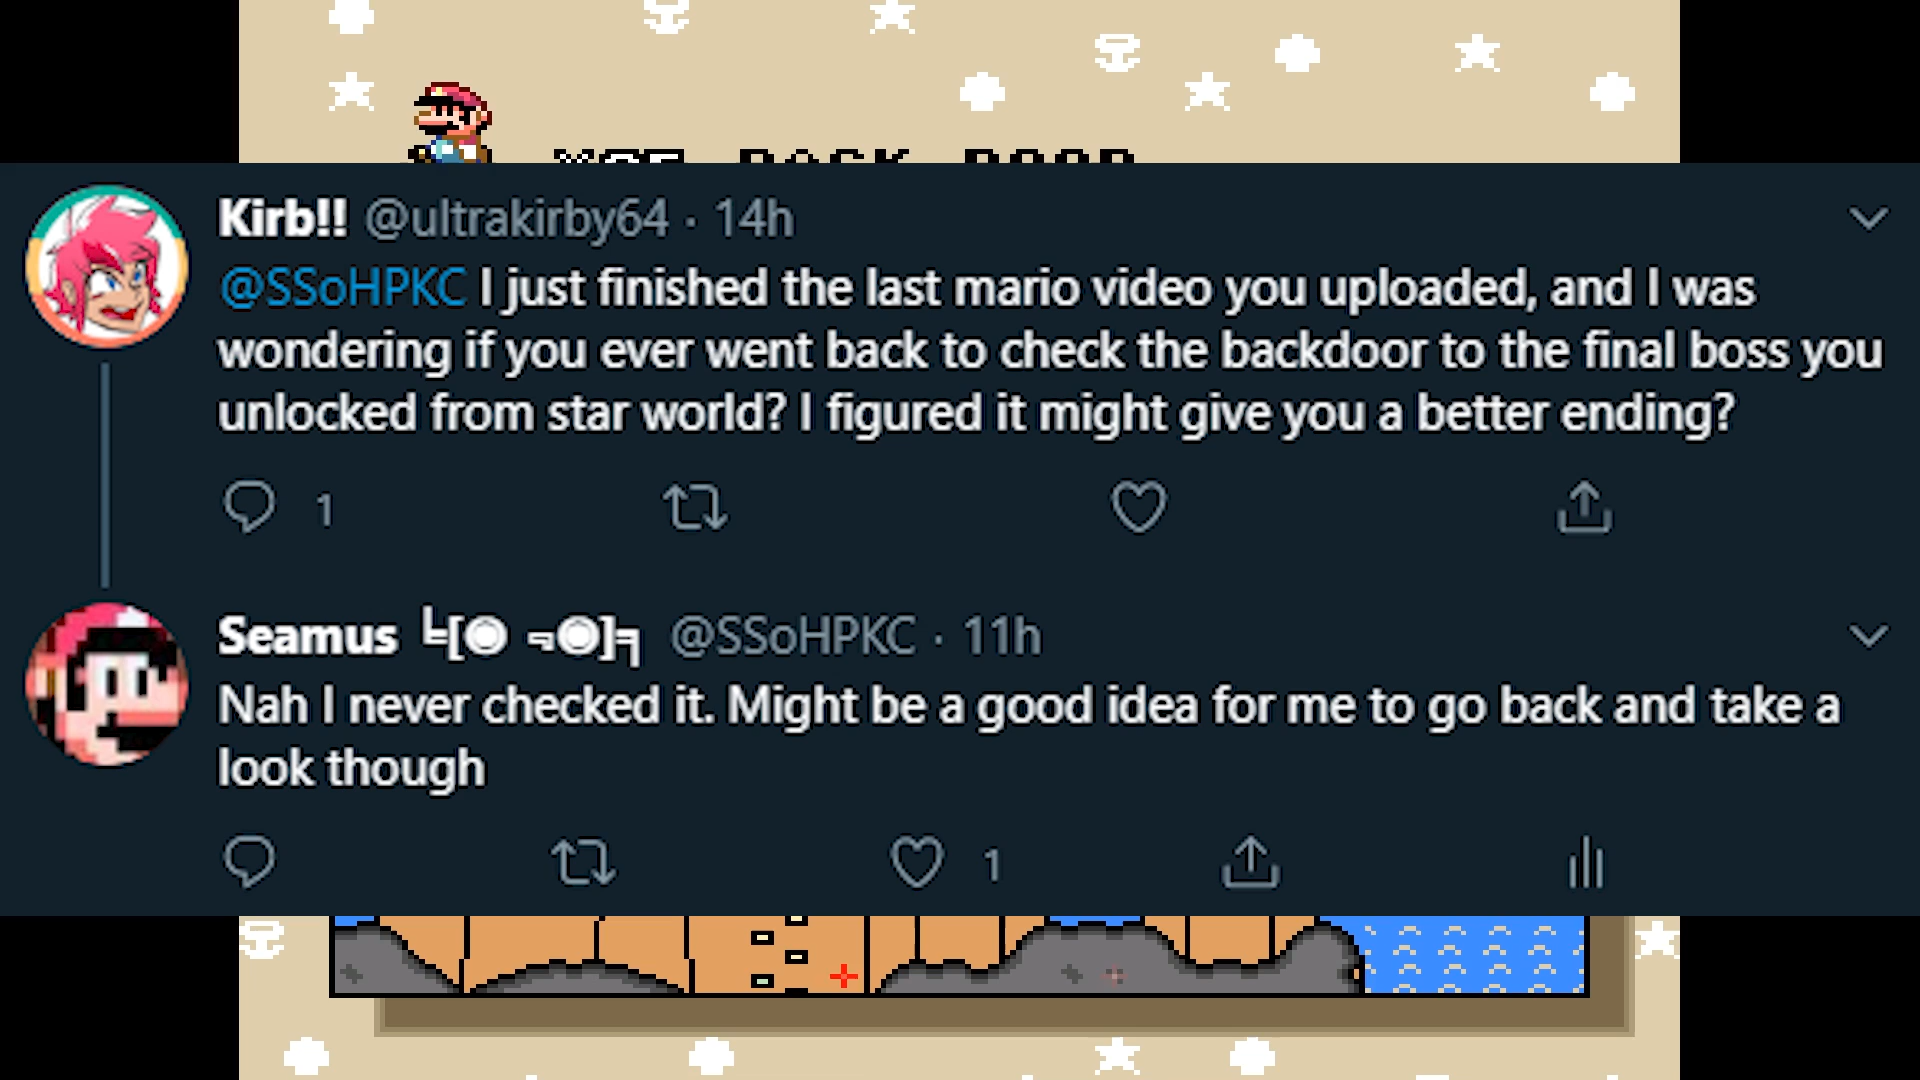 BACK DOOR
Kirb!! @ultrakirby64 · 14h
@SSoHPKC I just finished the last mario video you uploaded, and I was
wondering if you ever went back to check the backdoor to the final boss you
unlocked from star world? I figured it might give you a better ending?
1
Seamus ╘[◉ ¬◉]╕ @SSoHPKC · 11h
Nah I never checked it. Might be a good idea for me to go back and take a
look though
1